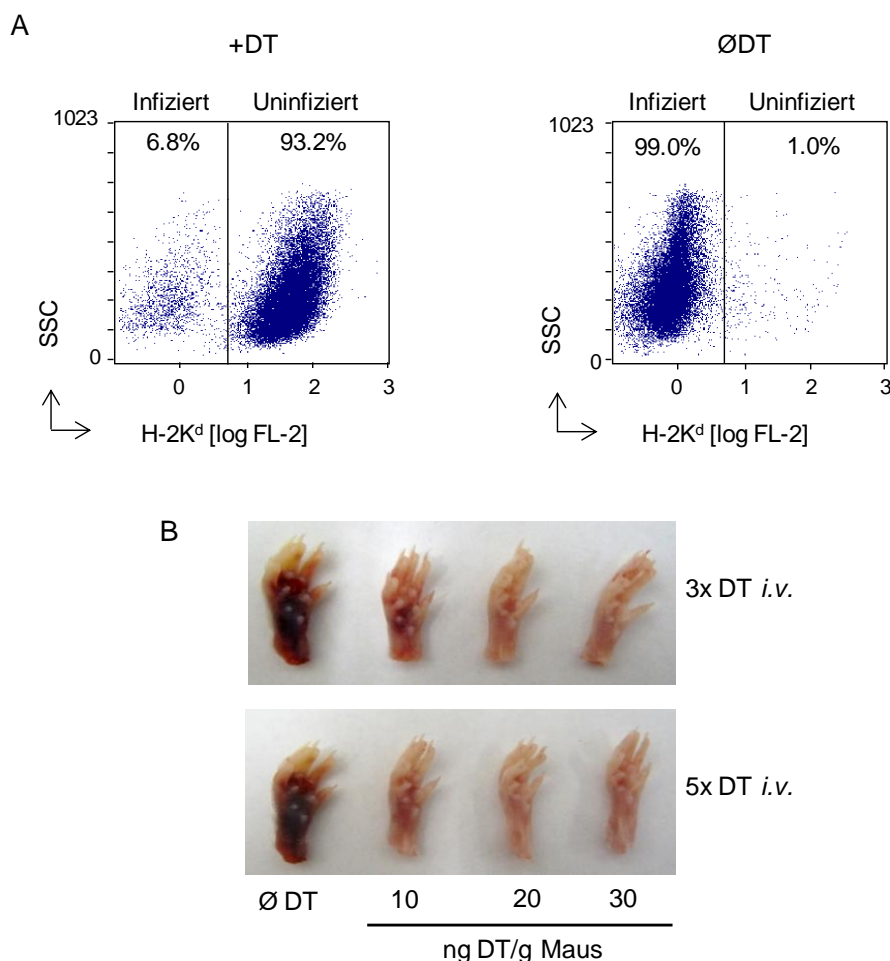 A
+DT
ØDT
Infiziert Uninfiziert
Infiziert Uninfiziert
1023
6.8% 93.2%
1023
99.0% 1.0%
SSC
SSC
0
0
0 1 2 3
0 1 2 3
H-2Kᵈ [log FL-2]
H-2Kᵈ [log FL-2]
B
3x DT i.v.
5x DT i.v.
Ø DT 10 20 30
ng DT/g Maus